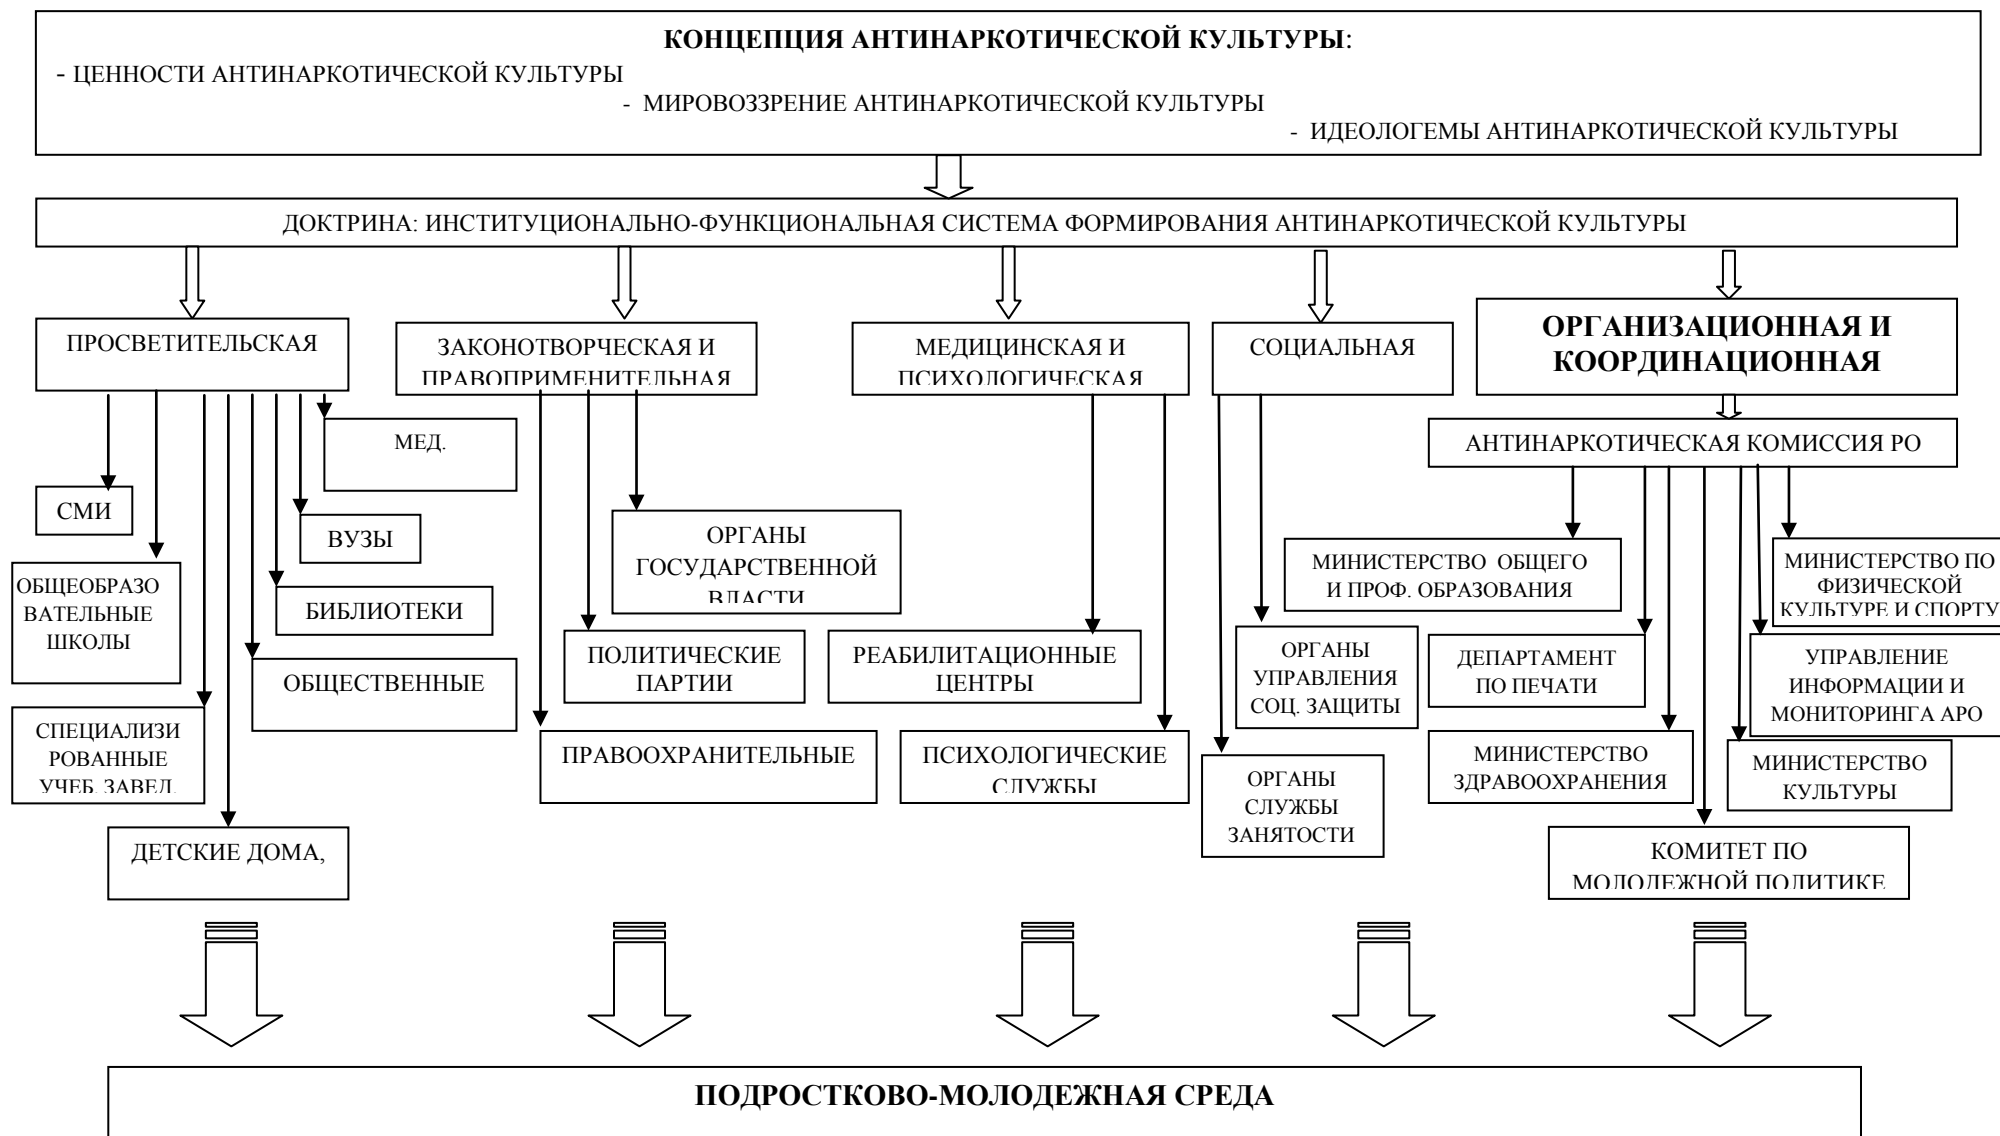 КОНЦЕПЦИЯ АНТИНАРКОТИЧЕСКОЙ КУЛЬТУРЫ:
- ЦЕННОСТИ АНТИНАРКОТИЧЕСКОЙ КУЛЬТУРЫ
- МИРОВОЗЗРЕНИЕ АНТИНАРКОТИЧЕСКОЙ КУЛЬТУРЫ
- ИДЕОЛОГЕМЫ АНТИНАРКОТИЧЕСКОЙ КУЛЬТУРЫ
ДОКТРИНА: ИНСТИТУЦИОНАЛЬНО-ФУНКЦИОНАЛЬНАЯ СИСТЕМА ФОРМИРОВАНИЯ АНТИНАРКОТИЧЕСКОЙ КУЛЬТУРЫ
ПРОСВЕТИТЕЛЬСКАЯ
ЗАКОНОТВОРЧЕСКАЯ И
ПРАВОПРИМЕНИТЕЛЬНАЯ
МЕДИЦИНСКАЯ И
ПСИХОЛОГИЧЕСКАЯ
СОЦИАЛЬНАЯ
ОРГАНИЗАЦИОННАЯ И
КООРДИНАЦИОННАЯ
МЕД.
СМИ
ВУЗЫ
ОБЩЕОБРАЗО
ВАТЕЛЬНЫЕ
ШКОЛЫ
БИБЛИОТЕКИ
ОБЩЕСТВЕННЫЕ
СПЕЦИАЛИЗИ
РОВАННЫЕ
УЧЕБ. ЗАВЕД.
ДЕТСКИЕ ДОМА,
ОРГАНЫ
ГОСУДАРСТВЕННОЙ
ВЛАСТИ
ПОЛИТИЧЕСКИЕ
ПАРТИИ
ПРАВООХРАНИТЕЛЬНЫЕ
РЕАБИЛИТАЦИОННЫЕ
ЦЕНТРЫ
ПСИХОЛОГИЧЕСКИЕ
СЛУЖБЫ
ОРГАНЫ
УПРАВЛЕНИЯ
СОЦ. ЗАЩИТЫ
ОРГАНЫ
СЛУЖБЫ
ЗАНЯТОСТИ
АНТИНАРКОТИЧЕСКАЯ КОМИССИЯ РО
МИНИСТЕРСТВО ОБЩЕГО
И ПРОФ. ОБРАЗОВАНИЯ
МИНИСТЕРСТВО ПО
ФИЗИЧЕСКОЙ
КУЛЬТУРЕ И СПОРТУ
ДЕПАРТАМЕНТ
ПО ПЕЧАТИ
УПРАВЛЕНИЕ
ИНФОРМАЦИИ И
МОНИТОРИНГА АРО
МИНИСТЕРСТВО
ЗДРАВООХРАНЕНИЯ
МИНИСТЕРСТВО
КУЛЬТУРЫ
КОМИТЕТ ПО
МОЛОДЕЖНОЙ ПОЛИТИКЕ
ПОДРОСТКОВО-МОЛОДЕЖНАЯ СРЕДА